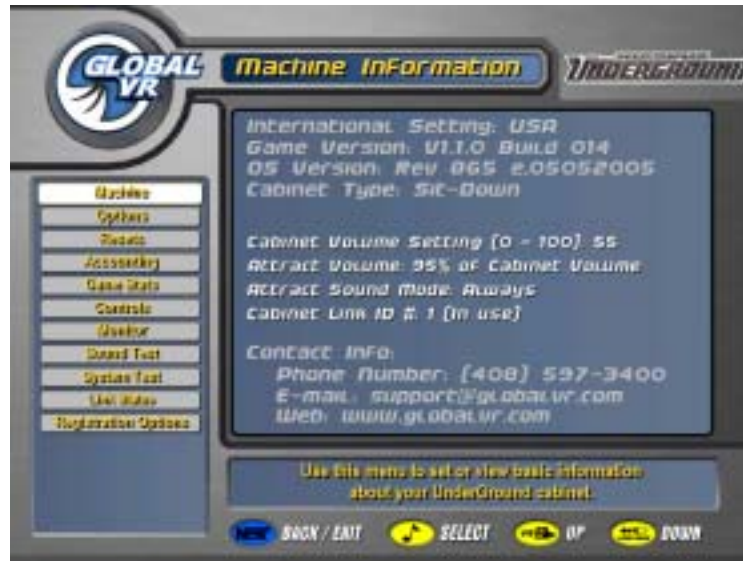 GLOBAL VR
Machine Information
UNDERGROUND
International Setting: USA
Game Version: V1.1.0 Build 014
OS Version: Rev 065 e.05052005
Cabinet Type: Sit-Down
Cabinet Volume Setting (0 - 100) 55
Attract Volume: 95% of Cabinet Volume
Attract Sound Mode: Always
Cabinet Link ID #: 1 (In use)
Contact Info:
Phone Number: (408) 597-3400
E-mail: support@globalvr.com
Web: www.globalvr.com
Machine
Options
Resets
Accounting
Game Stats
Controls
Monitor
Sound Test
System Test
Link Status
Registration Options
Use this menu to set or view basic information
about your UnderGround cabinet.
BACK / EXIT
SELECT
UP
DOWN